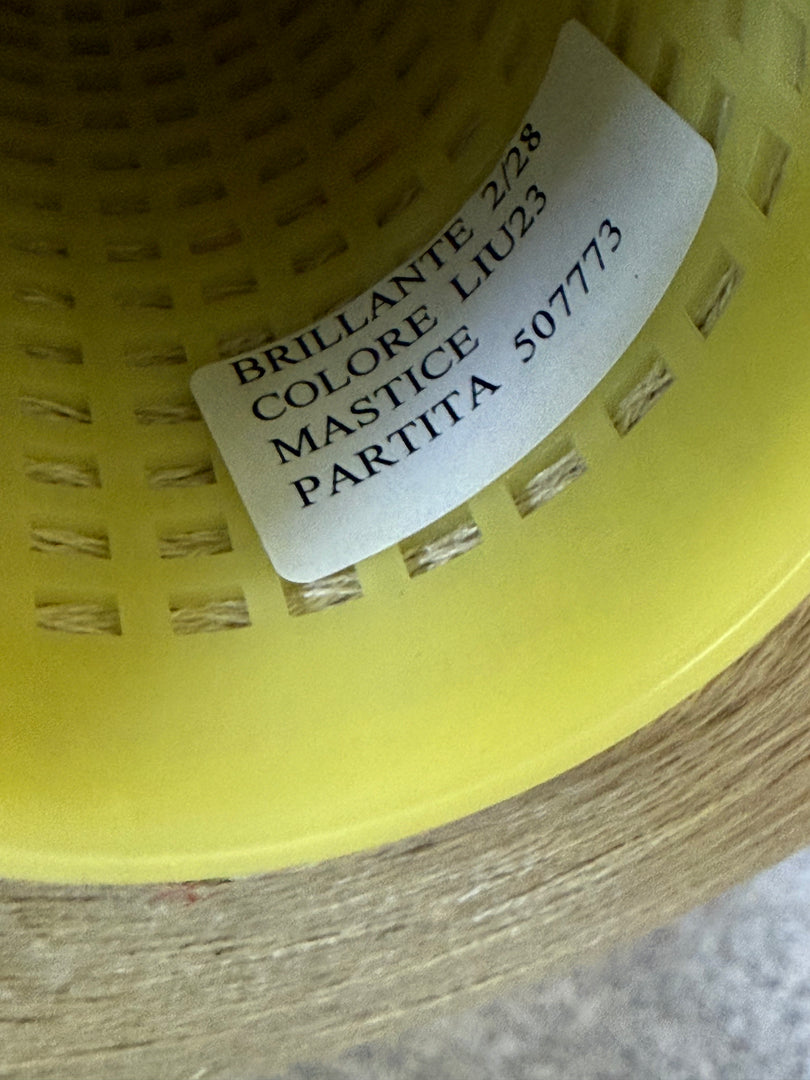 BRILLANTE 2/28
COLORE LIU23
MASTICE
PARTITA 507773